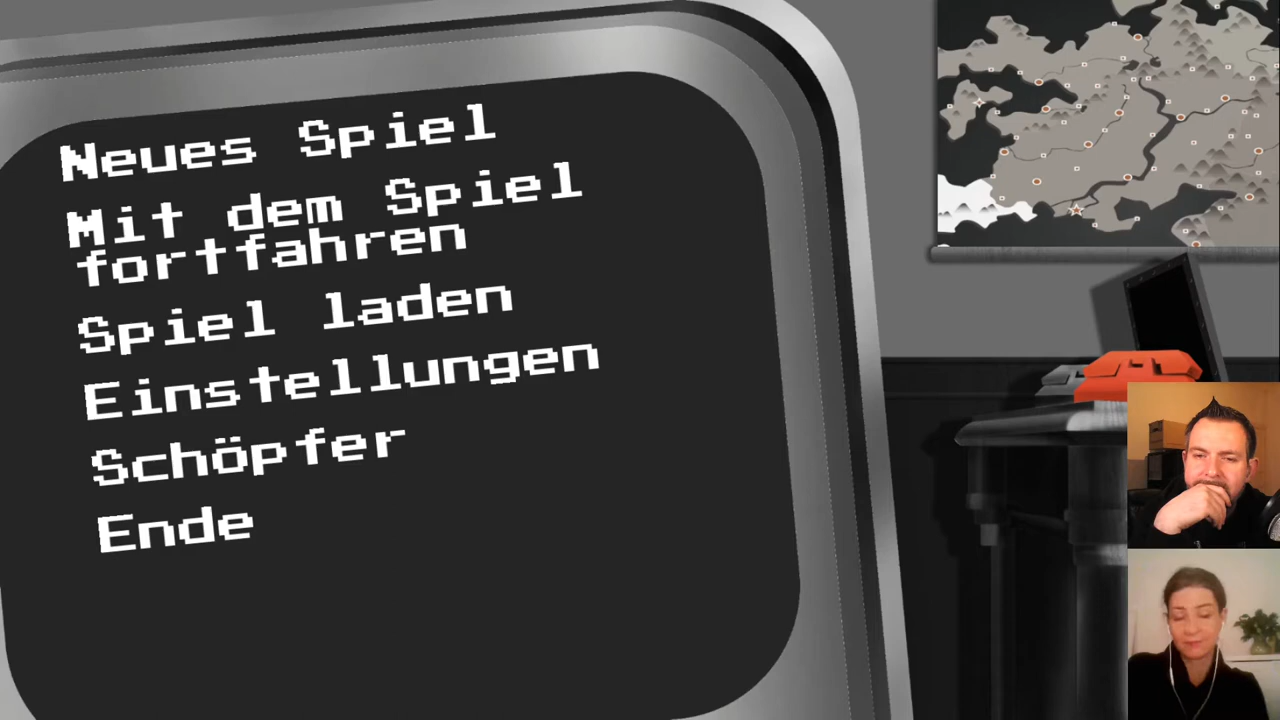 Neues Spiel
Mit dem Spiel
fortfahren
Spiel laden
Einstellungen
Schöpfer
Ende